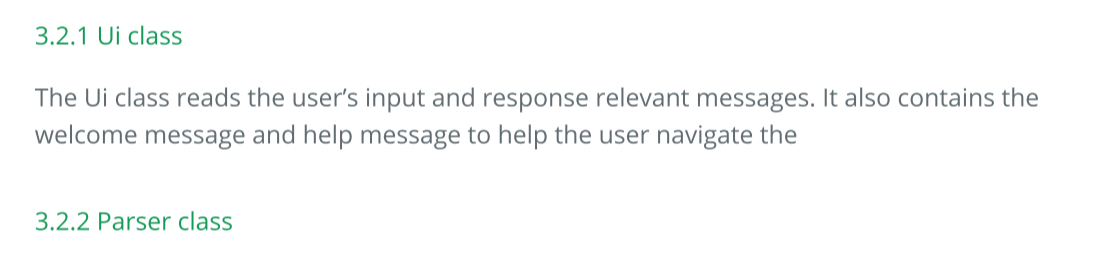 3.2.1 Ui class
The Ui class reads the user’s input and response relevant messages. It also contains the
welcome message and help message to help the user navigate the
3.2.2 Parser class